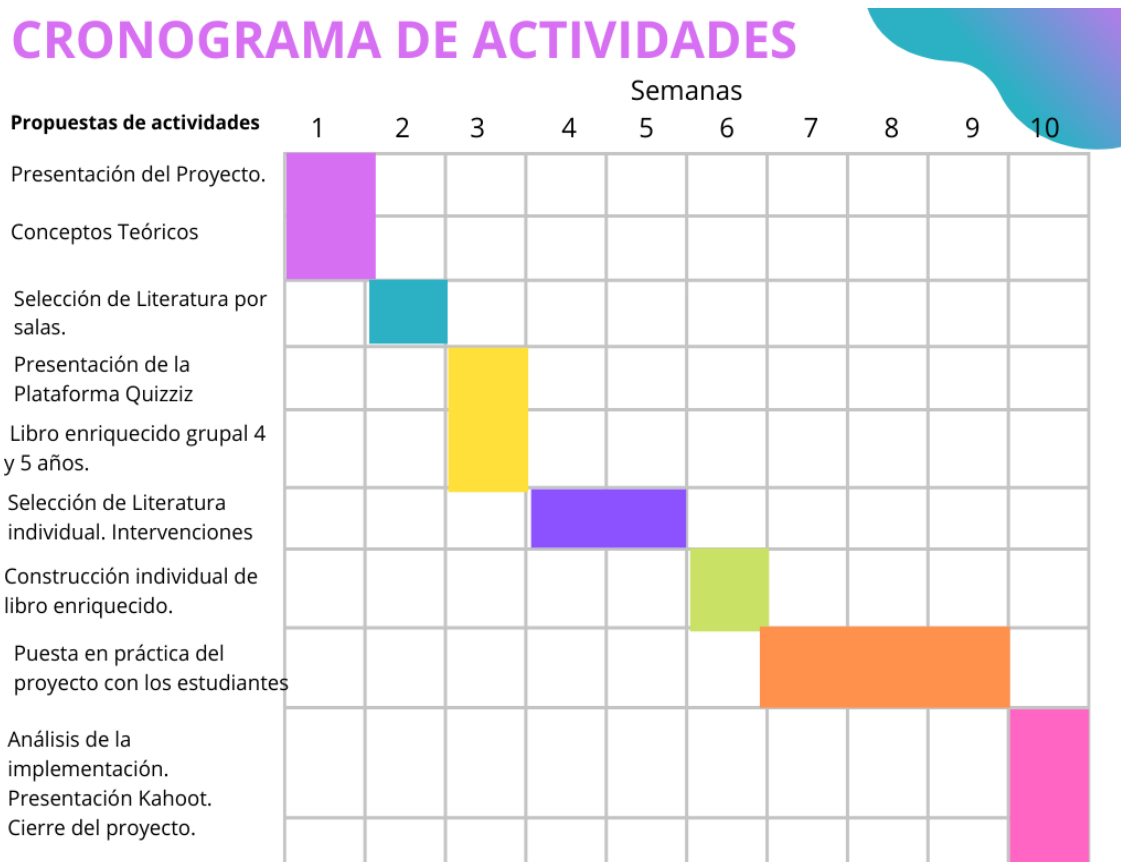 CRONOGRAMA DE ACTIVIDADES
Semanas
Propuestas de actividades 1 2 3 4 5 6 7 8 9 10
Presentación del Proyecto.
Conceptos Teóricos
Selección de Literatura por
salas.
Presentación de la
Plataforma Quizziz
Libro enriquecido grupal 4
y 5 años.
Selección de Literatura
individual. Intervenciones
Construcción individual de
libro enriquecido.
Puesta en práctica del
proyecto con los estudiantes
Análisis de la
implementación.
Presentación Kahoot.
Cierre del proyecto.